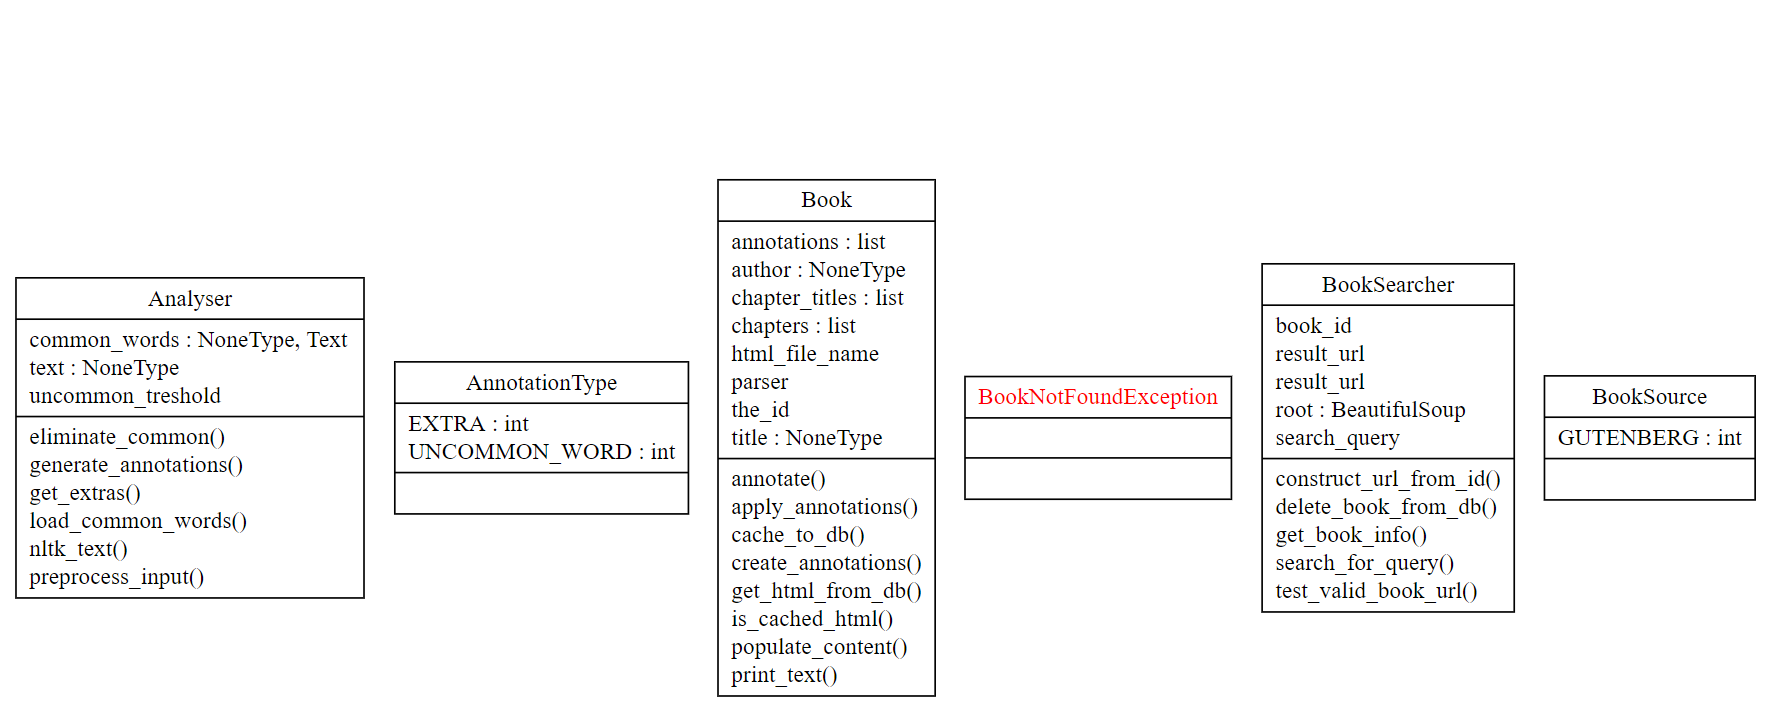 Analyser
common_words : NoneType, Text
text : NoneType
uncommon_treshold
eliminate_common()
generate_annotations()
get_extras()
load_common_words()
nltk_text()
preprocess_input()
AnnotationType
EXTRA : int
UNCOMMON_WORD : int
Book
annotations : list
author : NoneType
chapter_titles : list
chapters : list
html_file_name
parser
the_id
title : NoneType
annotate()
apply_annotations()
cache_to_db()
create_annotations()
get_html_from_db()
is_cached_html()
populate_content()
print_text()
BookNotFoundException
BookSearcher
book_id
result_url
result_url
root : BeautifulSoup
search_query
construct_url_from_id()
delete_book_from_db()
get_book_info()
search_for_query()
test_valid_book_url()
BookSource
GUTENBERG : int